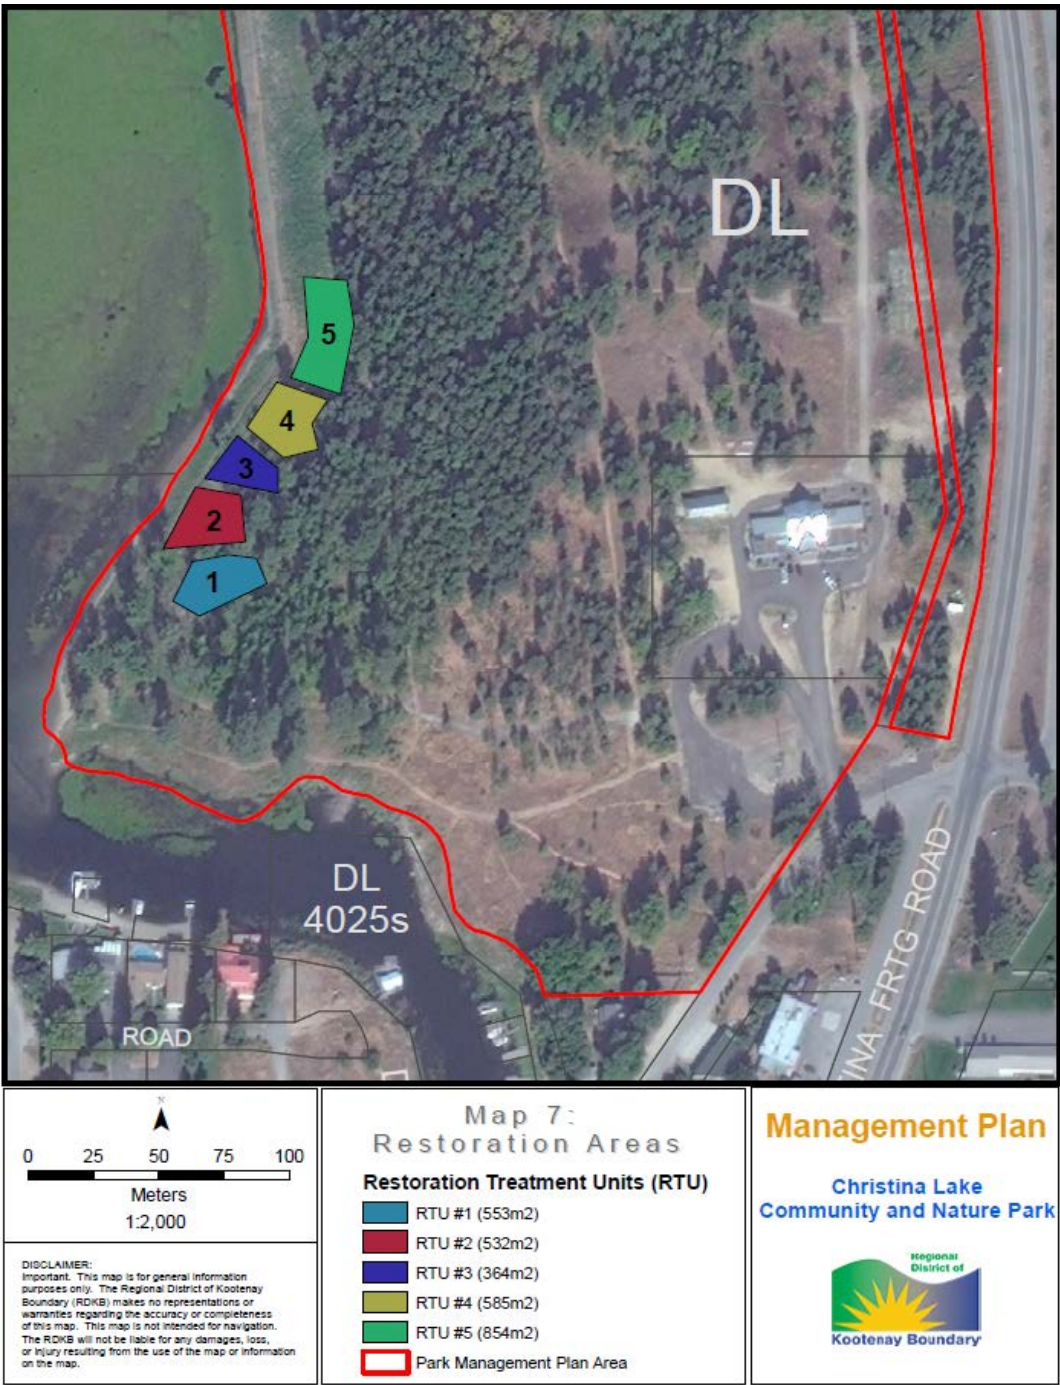 DL
5
4
3
2
1
DL
4025s
ROAD
INA FRTG ROAD
N
0 25 50 75 100
Meters
1:2,000
DISCLAIMER:
Important. This map is for general information
purposes only. The Regional District of Kootenay
Boundary (RDKB) makes no representations or
warranties regarding the accuracy or completeness
of this map. This map is not intended for navigation.
The RDKB will not be liable for any damages, loss,
or injury resulting from the use of the map or information
on the map.
Map 7:
Restoration Areas
Restoration Treatment Units (RTU)
RTU #1 (553m2)
RTU #2 (532m2)
RTU #3 (364m2)
RTU #4 (585m2)
RTU #5 (854m2)
Park Management Plan Area
Management Plan
Christina Lake
Community and Nature Park
Regional
District of
Kootenay Boundary